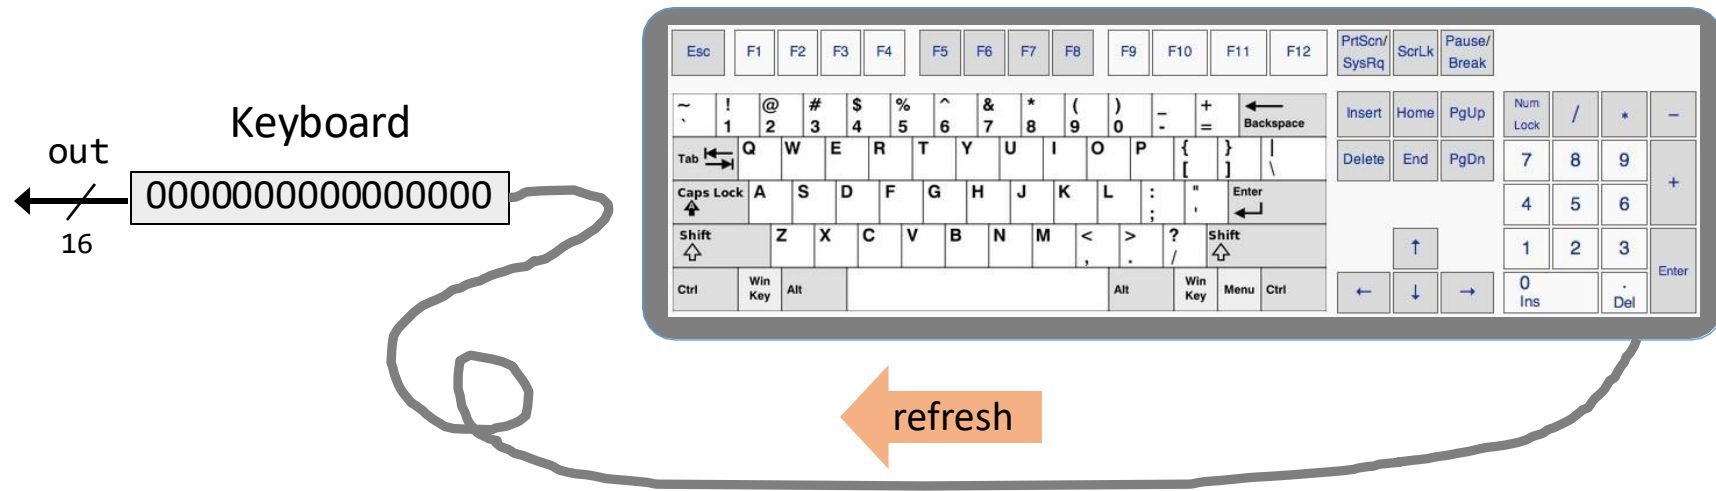 Keyboard
out
0000000000000000
16
refresh
Esc F1 F2 F3 F4 F5 F6 F7 F8 F9 F10 F11 F12 PrtScn/ SysRq ScrLk Pause/ Break
~ ! @ # $ % ^ & * ( ) _ + ←
` 1 2 3 4 5 6 7 8 9 0 - = Backspace
Insert Home PgUp Num Lock / * −
Tab Q W E R T Y U I O P { } |
[ ] \
Delete End PgDn 7 8 9 +
Caps Lock A S D F G H J K L : " Enter
; '
4 5 6
Shift Z X C V B N M < > ? Shift
, . /
↑ 1 2 3 Enter
Ctrl Win Key Alt Alt Win Key Menu Ctrl
← ↓ → 0 Ins . Del